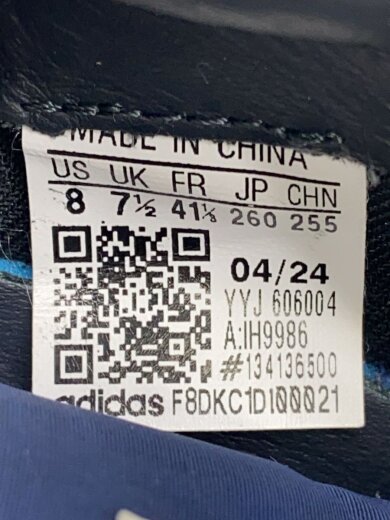 MADE IN CHINA
US UK FR JP CHN
8 7½ 41⅓ 260 255
04/24
YYJ 606004
A:IH9986
#134136500
adidas F8DKC1D100021